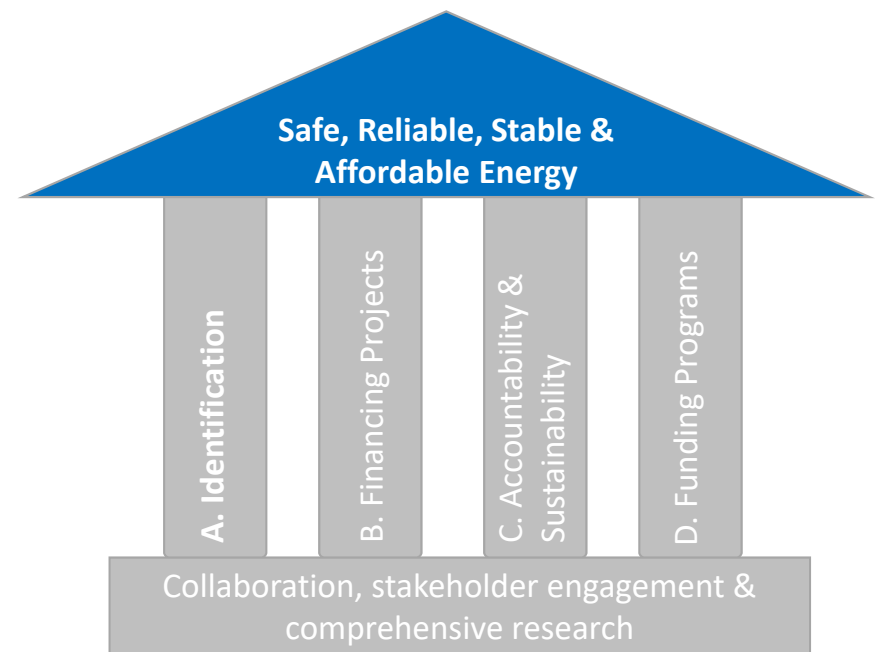 Safe, Reliable, Stable &
Affordable Energy
A. Identification
B. Financing Projects
C. Accountability &
Sustainability
D. Funding Programs
Collaboration, stakeholder engagement &
comprehensive research